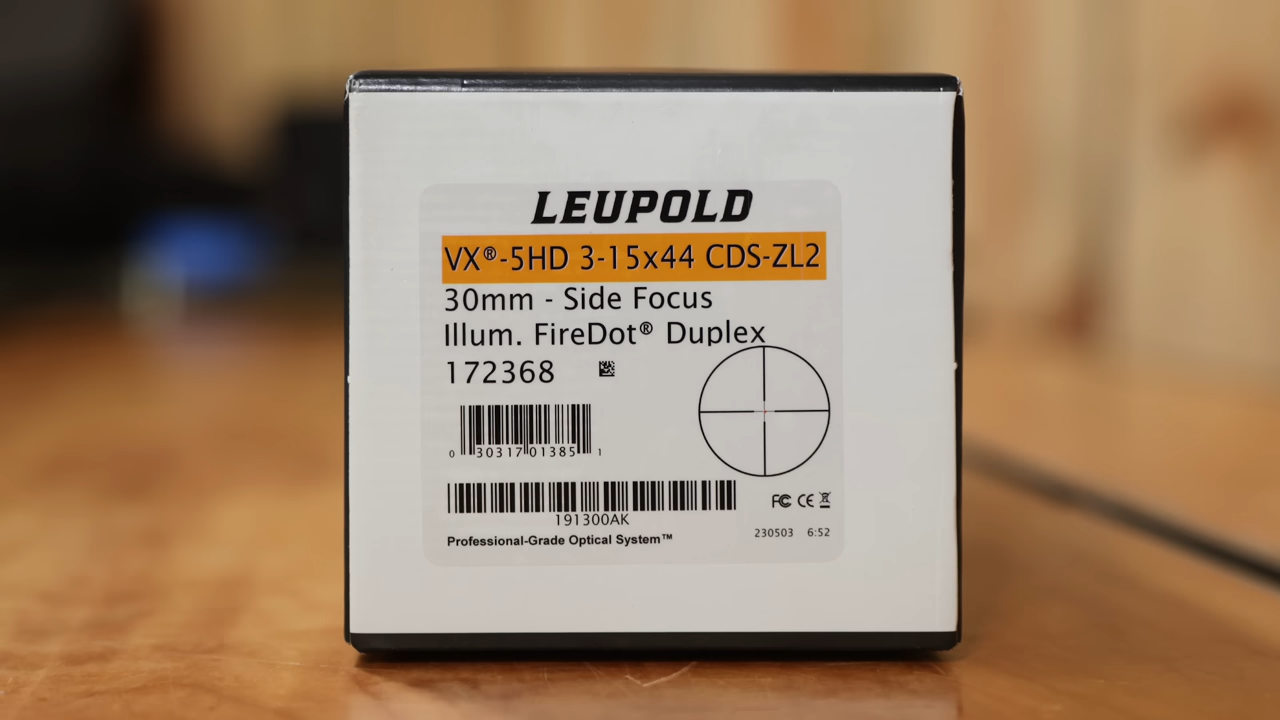 LEUPOLD
VX®-5HD 3-15x44 CDS-ZL2
30mm - Side Focus
Illum. FireDot® Duplex
172368
0 30317 01385 1
191300AK
FC CE
Professional-Grade Optical System™
230503 6:52